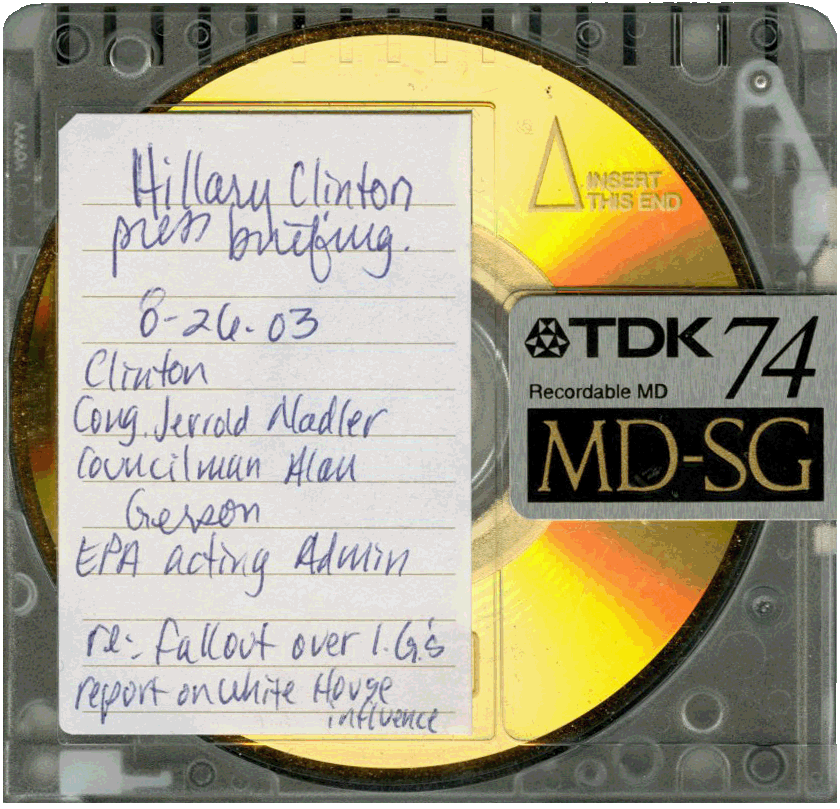 Hillary Clinton
press briefing.
8-26-03
Clinton
Cong. Jerrold Nadler
Councilman Alan
Gerson
EPA acting Admin
re: fallout over I.G.'s
report on White House
influence
INSERT
THIS END
TDK 74
Recordable MD
MD-SG